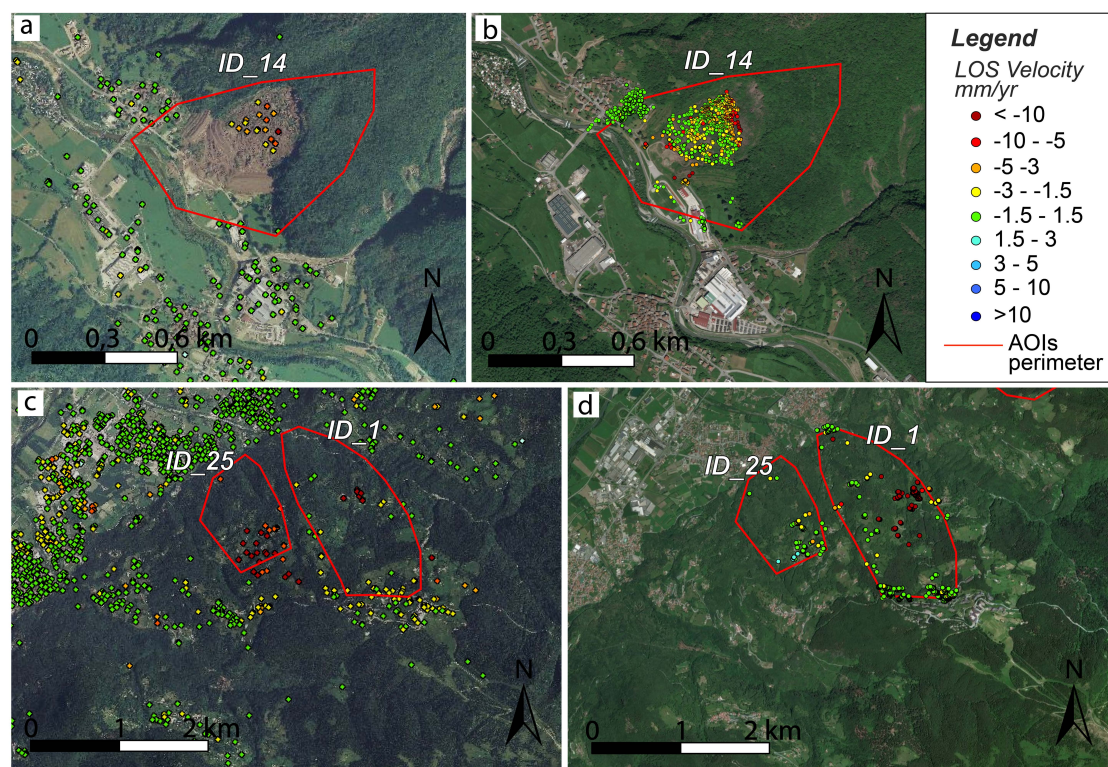 a
ID_14
N
0
0,3
0,6 km
b
ID_14
N
0
0,3
0,6 km
Legend
LOS Velocity
mm/yr
< -10
-10 - -5
-5 -3
-3 - -1.5
-1.5 - 1.5
1.5 - 3
3 - 5
5 - 10
>10
AOIs
perimeter
c
ID_25
ID_1
N
0
1
2 km
d
ID_25
ID_1
N
0
1
2 km